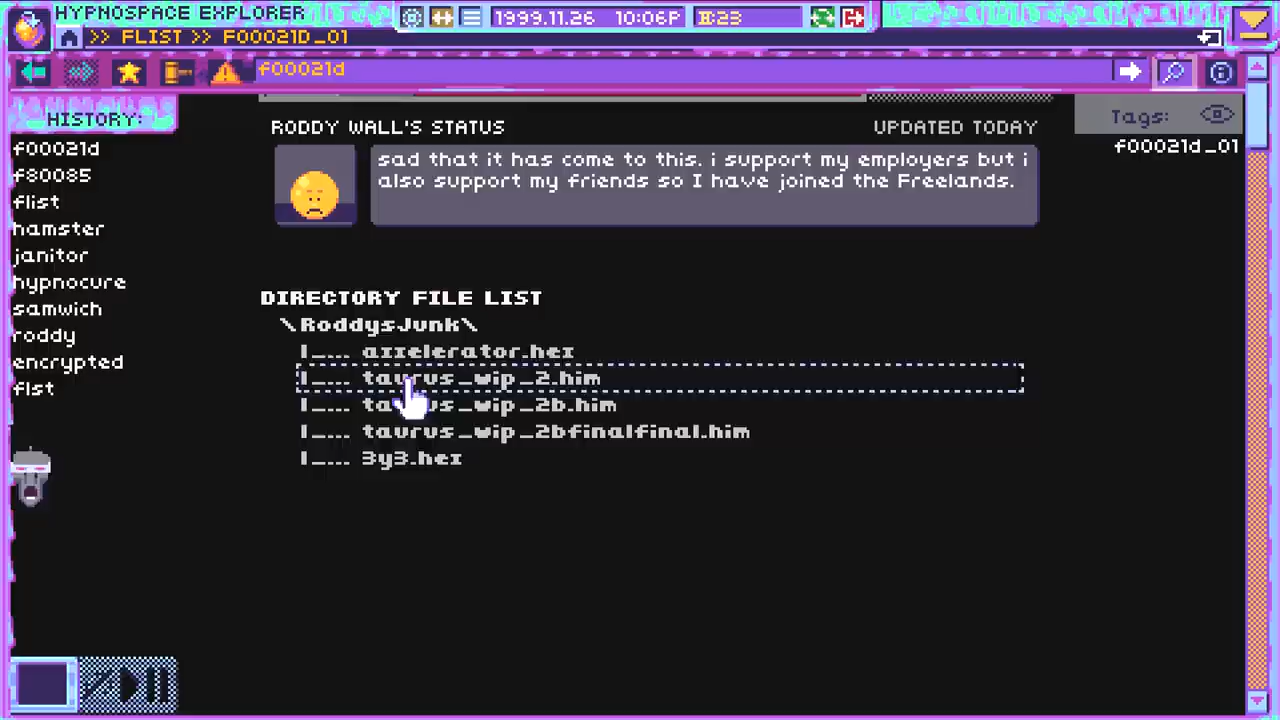 HYPNOSPACE EXPLORER
1999.11.26 10:06P
:23
>> FLIST >> F00021D_01
f00021d
HISTORY:
f00021d
f80085
flist
hamster
janitor
hypnocure
samwich
roddy
encrypted
flst
RODDY WALL'S STATUS
UPDATED TODAY
sad that it has come to this. i support my employers but i
also support my friends so I have joined the Freelands.
Tags:
f00021d_01
DIRECTORY FILE LIST
\RoddysJunk\
|_... axxelerator.hex
|_... taurus_wip_2.him
|_... taurus_wip_2b.him
|_... taurus_wip_2bfinalfinal.him
|_... 3y3.hex